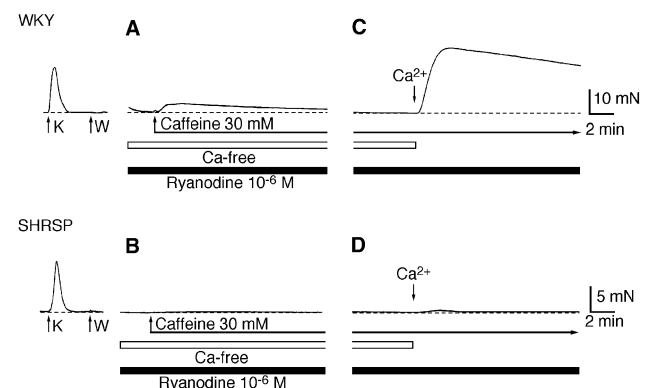 WKY
A
C
Ca2+
10 mN
2 min
K
W
Caffeine 30 mM
Ca-free
Ryanodine 10-6 M
SHRSP
B
D
Ca2+
5 mN
2 min
K
W
Caffeine 30 mM
Ca-free
Ryanodine 10-6 M